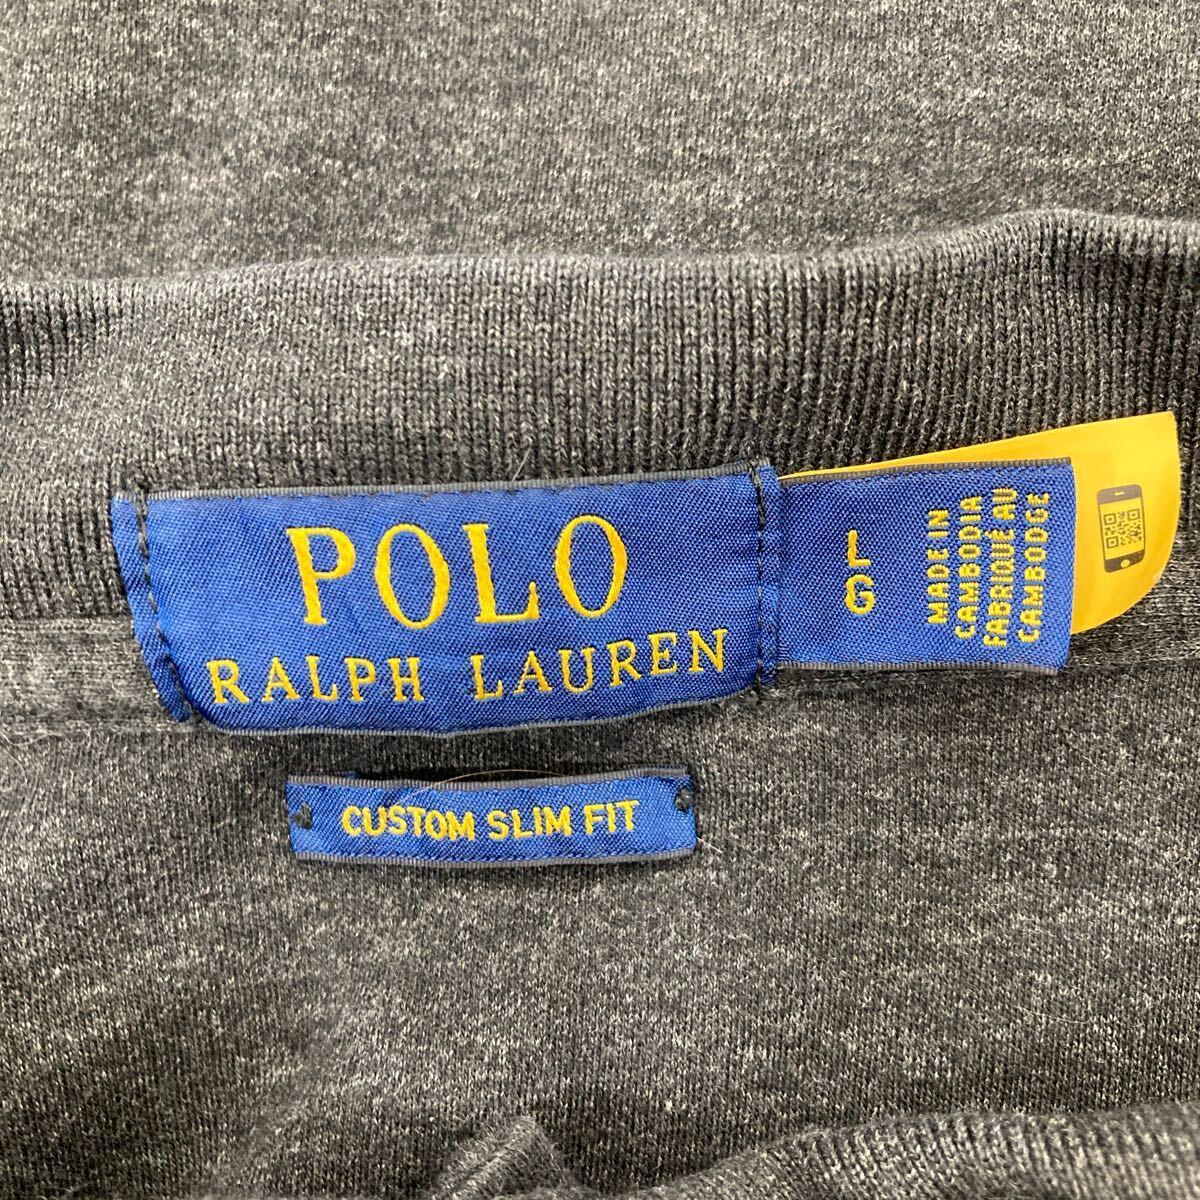 POLO
RALPH LAUREN
L
G
MADE IN
CAMBODIA
FABRIQUÉ AU
CAMBODGE
CUSTOM SLIM FIT